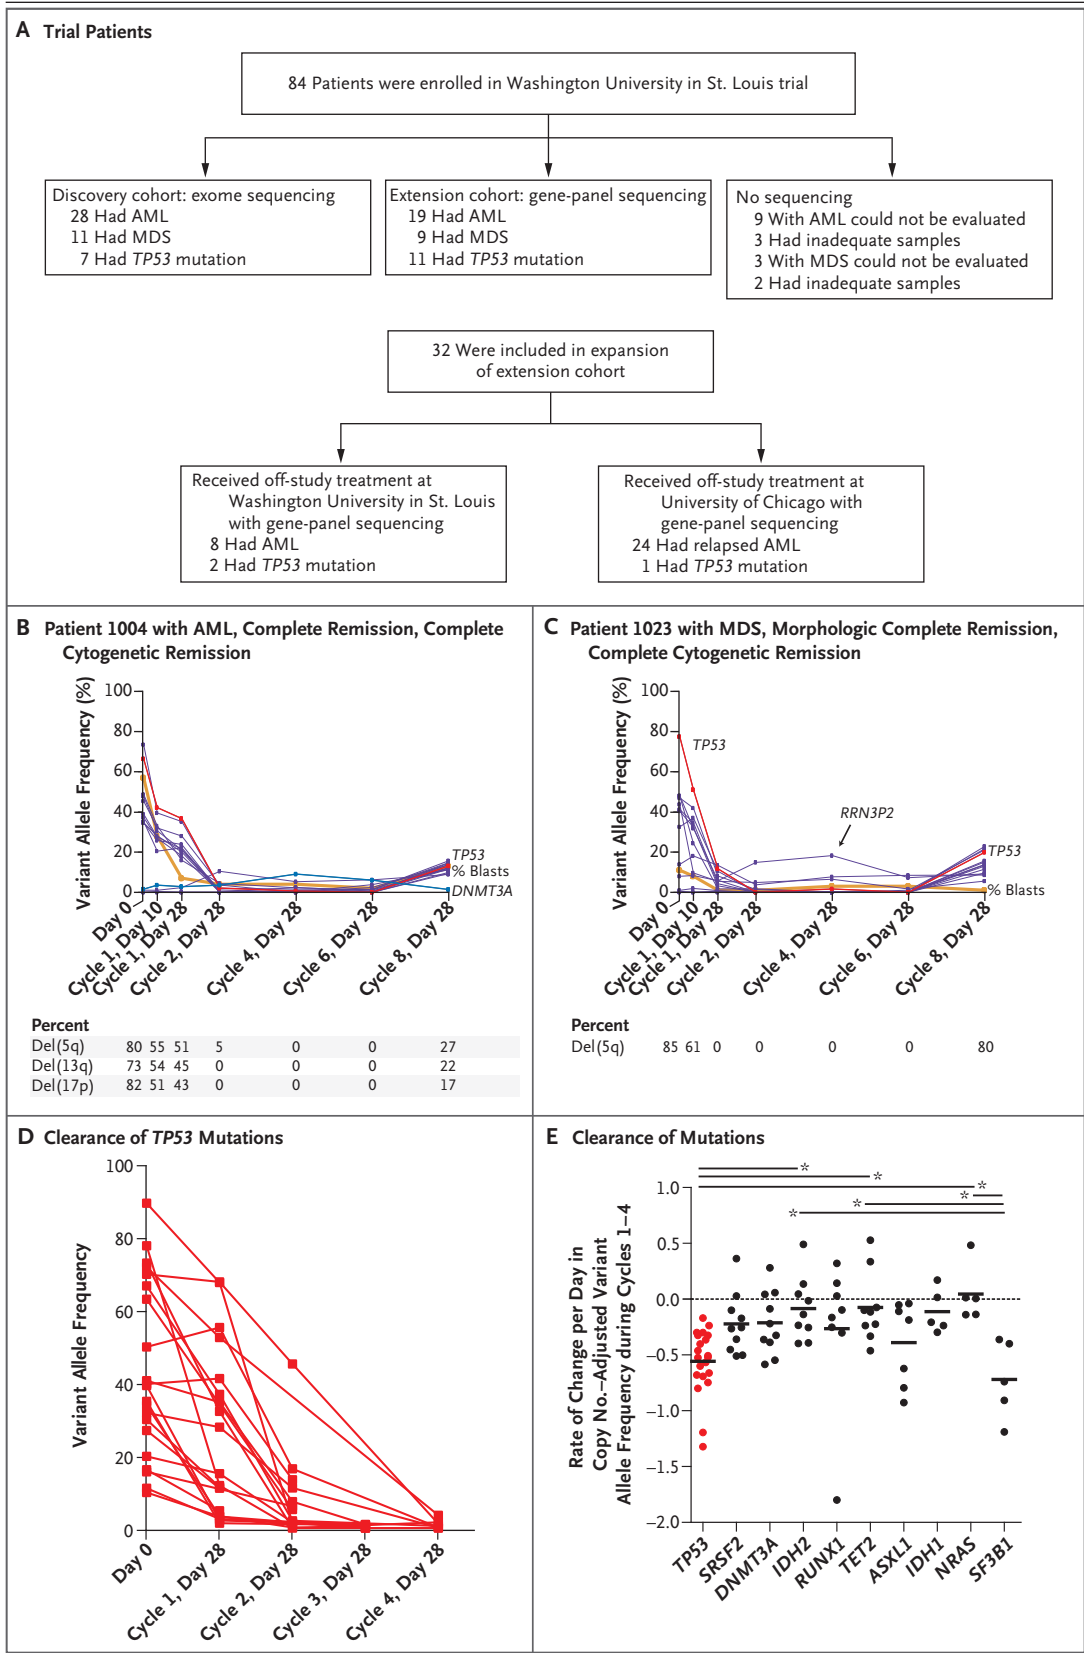 A Trial Patients
84 Patients were enrolled in Washington University in St. Louis trial
Discovery cohort: exome sequencing
28 Had AML
11 Had MDS
7 Had TP53 mutation
Extension cohort: gene-panel sequencing
19 Had AML
9 Had MDS
11 Had TP53 mutation
No sequencing
9 With AML could not be evaluated
3 Had inadequate samples
3 With MDS could not be evaluated
2 Had inadequate samples
32 Were included in expansion
of extension cohort
Received off-study treatment at
Washington University in St. Louis
with gene-panel sequencing
8 Had AML
2 Had TP53 mutation
Received off-study treatment at
University of Chicago with
gene-panel sequencing
24 Had relapsed AML
1 Had TP53 mutation
B Patient 1004 with AML, Complete Remission, Complete
Cytogenetic Remission
Variant Allele Frequency (%)
100
80
60
40
20
0
TP53
% Blasts
DNMT3A
Day 0
Cycle 1, Day 10
Cycle 1, Day 28
Cycle 2, Day 28
Cycle 4, Day 28
Cycle 6, Day 28
Cycle 8, Day 28
Percent
Del(5q) 80 55 51 5 0 0 27
Del(13q) 73 54 45 0 0 0 22
Del(17p) 82 51 43 0 0 0 17
C Patient 1023 with MDS, Morphologic Complete Remission,
Complete Cytogenetic Remission
Variant Allele Frequency (%)
100
80
60
40
20
0
TP53
RRN3P2
TP53
% Blasts
Day 0
Cycle 1, Day 10
Cycle 1, Day 28
Cycle 2, Day 28
Cycle 4, Day 28
Cycle 6, Day 28
Cycle 8, Day 28
Percent
Del(5q) 85 61 0 0 0 0 80
D Clearance of TP53 Mutations
Variant Allele Frequency
100
80
60
40
20
0
Day 0
Cycle 1, Day 28
Cycle 2, Day 28
Cycle 3, Day 28
Cycle 4, Day 28
E Clearance of Mutations
Rate of Change per Day in
Copy No.–Adjusted Variant
Allele Frequency during Cycles 1–4
1.0
0.5
0.0
−0.5
−1.0
−1.5
−2.0
*
*
*
*
*
*
TP53
SRSF2
DNMT3A
IDH2
RUNX1
TET2
ASXL1
IDH1
NRAS
SF3B1